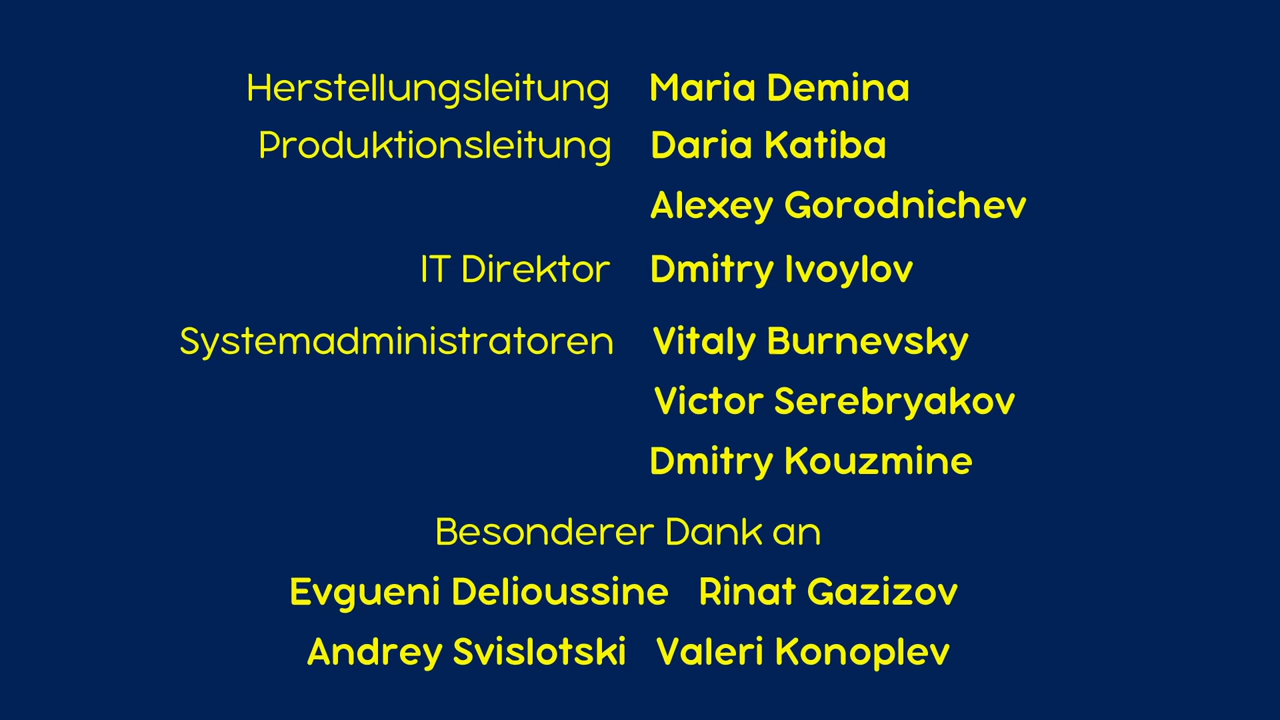 Herstellungsleitung Maria Demina
Produktionsleitung Daria Katiba
Alexey Gorodnichev
IT Direktor Dmitry Ivoylov
Systemadministratoren Vitaly Burnevsky
Victor Serebryakov
Dmitry Kouzmine
Besonderer Dank an
Evgueni Delioussine Rinat Gazizov
Andrey Svislotski Valeri Konoplev